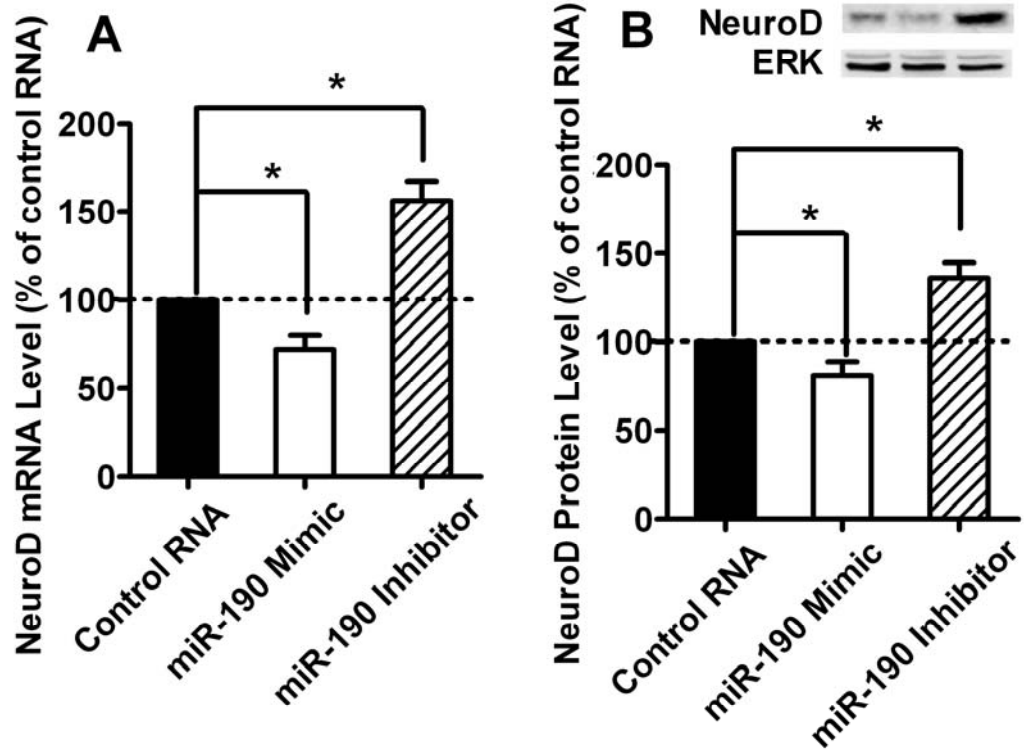 A
NeuroD mRNA Level (% of control RNA)
200
150
100
50
0
*
*
Control RNA
miR-190 Mimic
miR-190 Inhibitor
B
NeuroD
ERK
NeuroD Protein Level (% of control RNA)
200
150
100
50
0
*
*
Control RNA
miR-190 Mimic
miR-190 Inhibitor